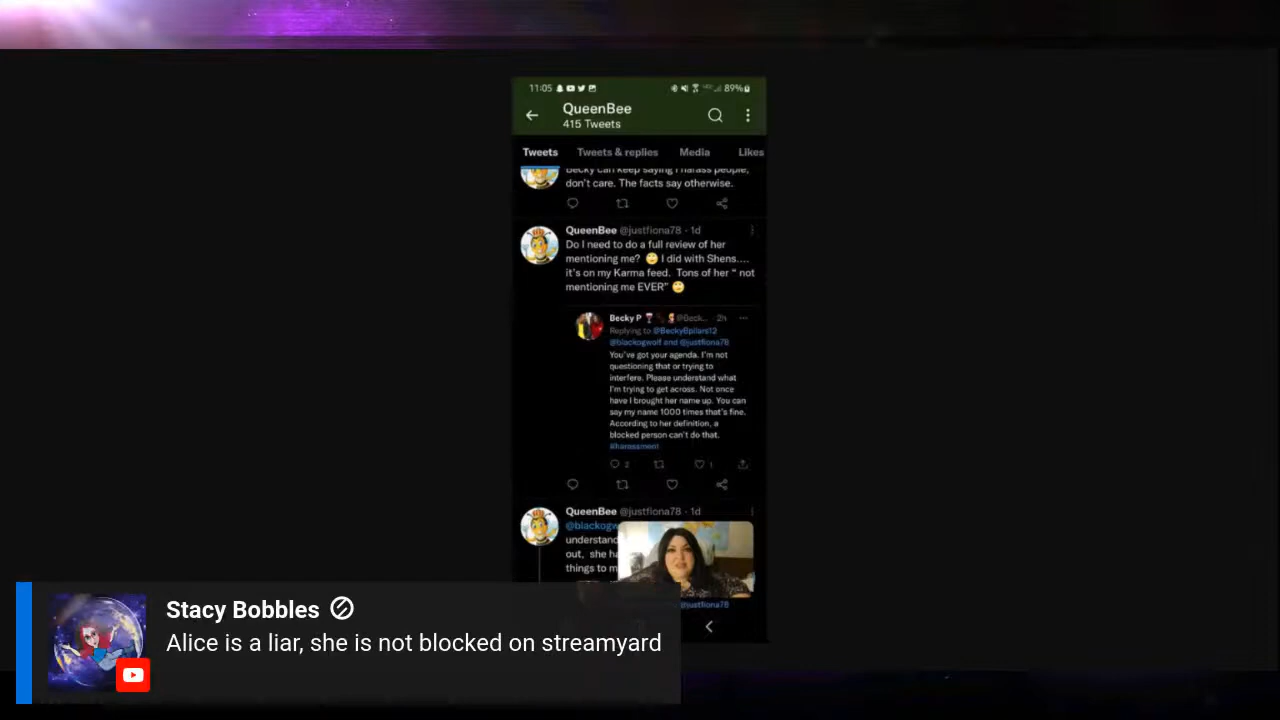 11:05
89%
QueenBee
415 Tweets
Tweets
Tweets & replies
Media
Likes
Becky can keep saying I harass people,
don't care. The facts say otherwise.
QueenBee @justfiona78 · 1d
Do I need to do a full review of her
mentioning me? 🙄 I did with Shens....
it's on my Karma feed. Tons of her " not
mentioning me EVER" 🙄
Becky P @Beck... 2h
Replying to @BeckyBpilars12
@blackogwolf and @justfiona78
You've got your agenda. I'm not
questioning that or trying to
interfere. Please understand what
I'm trying to get across. Not once
have I brought her name up. You can
say my name 1000 times that's fine.
According to her definition, a
blocked person can't do that.
#harassment
2
1
QueenBee @justfiona78 · 1d
@blackogw
understand
out, she ha
things to m
@justfiona78
Stacy Bobbles
Alice is a liar, she is not blocked on streamyard